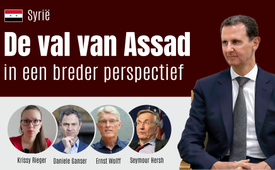 Syrië
De val van Assad
in een breder perspectief
Krissy Rieger
Daniele Ganser
Ernst Wolff
Seymour Hersh